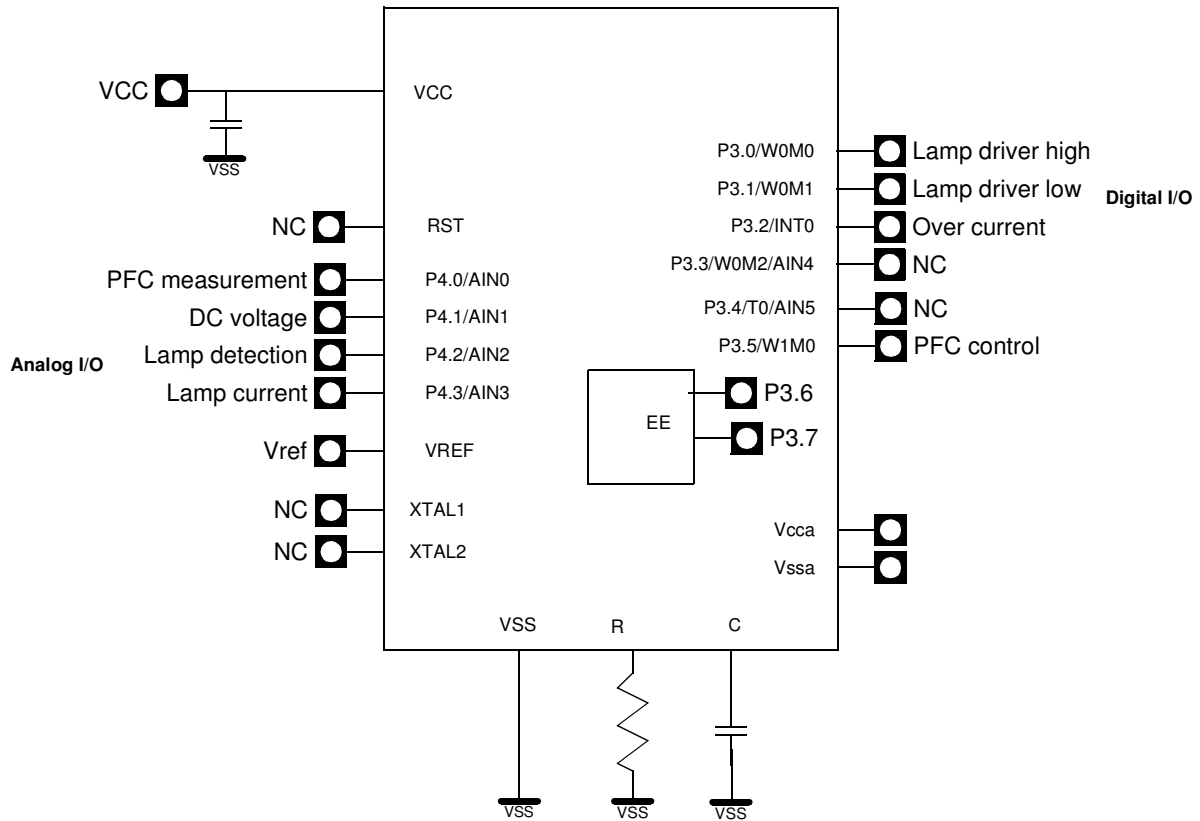 VCC
VCC
VSS
P3.0/W0M0
Lamp driver high
P3.1/W0M1
Lamp driver low
Digital I/O
NC
RST
P3.2/INT0
Over current
P3.3/W0M2/AIN4
NC
PFC measurement
P4.0/AIN0
P3.4/T0/AIN5
NC
DC voltage
P4.1/AIN1
P3.5/W1M0
PFC control
Analog I/O
Lamp detection
P4.2/AIN2
Lamp current
P4.3/AIN3
P3.6
EE
P3.7
Vref
VREF
NC
XTAL1
Vcca
NC
XTAL2
Vssa
VSS
R
C
VSS
VSS
VSS